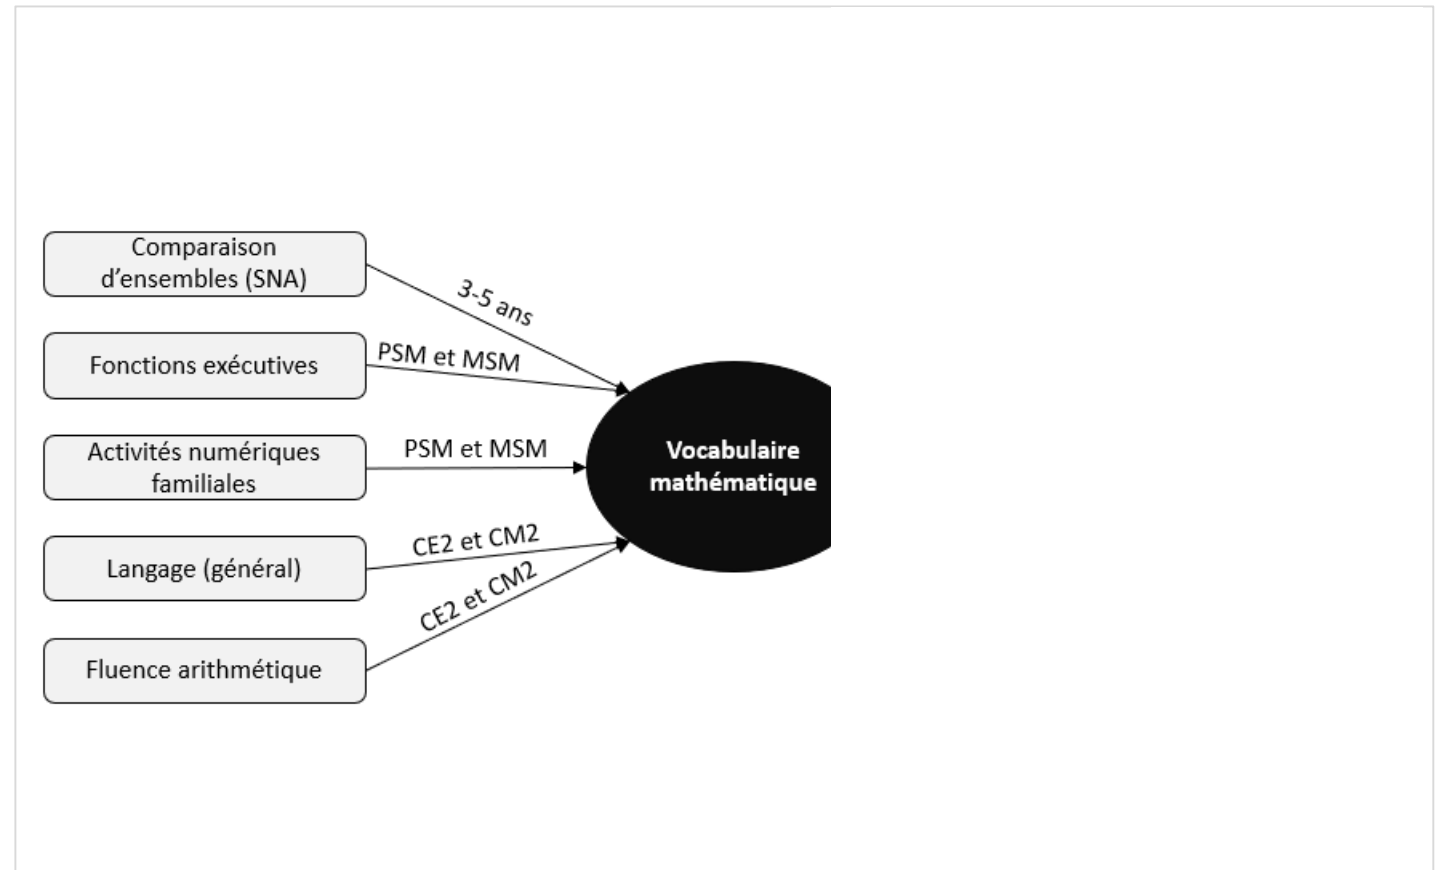 Comparaison
d’ensembles (SNA)
3-5 ans
Fonctions exécutives
PSM et MSM
Activités numériques
familiales
PSM et MSM
Vocabulaire
mathématique
Langage (général)
CE2 et CM2
Fluence arithmétique
CE2 et CM2